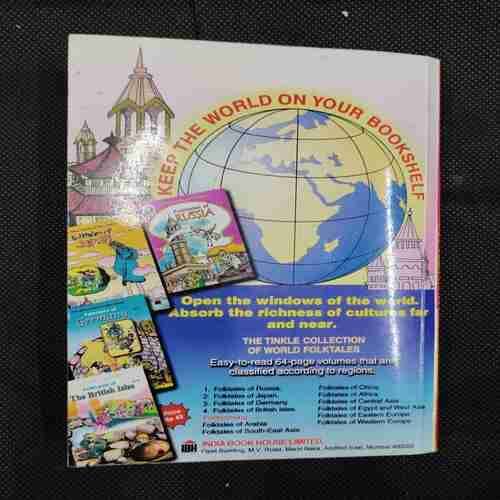 KEEP THE WORLD ON YOUR BOOKSHELF
RUSSIA
Germany
The British Isles
Open the windows of the world.
Absorb the richness of cultures far
and near.
THE TINKLE COLLECTION
OF WORLD FOLKTALES
Easy-to-read 64-page volumes that are
classified according to regions.
1. Folktales of Russia.
2. Folktales of Japan.
3. Folktales of Germany
4. Folktales of British Isles.
Forthcoming
Folktales of Arabia
Folktales of South-East Asia
Folktales of China
Folktales of Africa
Folktales of Central Asia
Folktales of Egypt and West Asia
Folktales of Eastern Europe
Folktales of Western Europe
IBH INDIA BOOK HOUSE LIMITED,